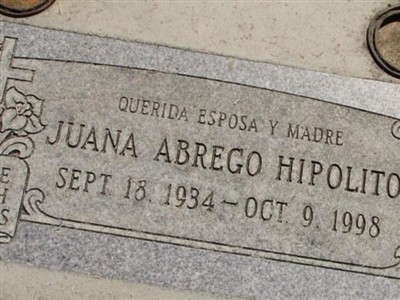 QUERIDA ESPOSA Y MADRE
JUANA ABREGO HIPOLITO
SEPT. 18. 1934 – OCT. 9. 1998